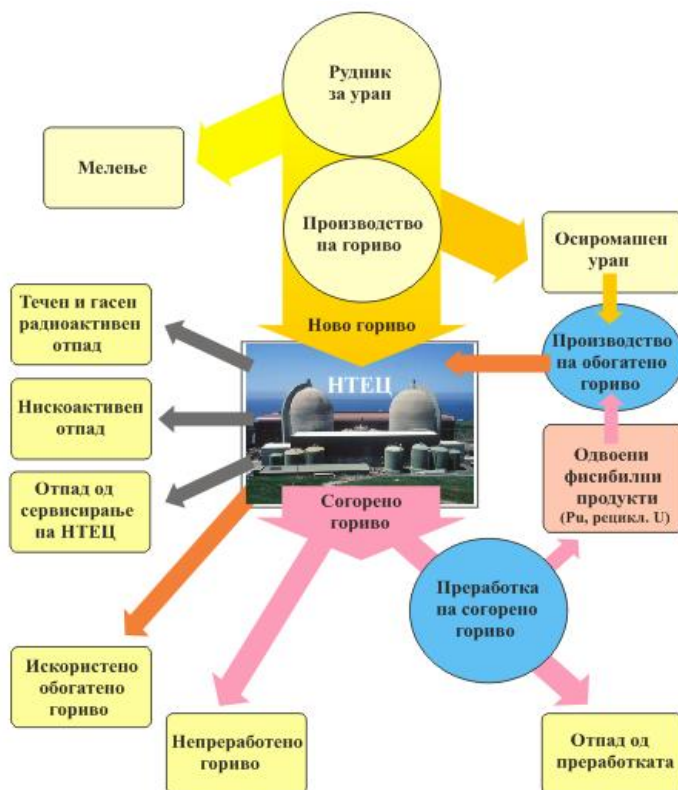 Рудник
за уран
Мелење
Производство
на гориво
Осиромашен
уран
Течен и гасен
радиоактивен
отпад
Ново гориво
Производство
на обогатено
гориво
НТЕЦ
Нискоактивен
отпад
Одвоени
фисибилни
продукти
(Pu, рецикл. U)
Отпад од
сервисирање
на НТЕЦ
Согорено
гориво
Преработка
на согорено
гориво
Искористено
обогатено
гориво
Непреработено
гориво
Отпад од
преработката